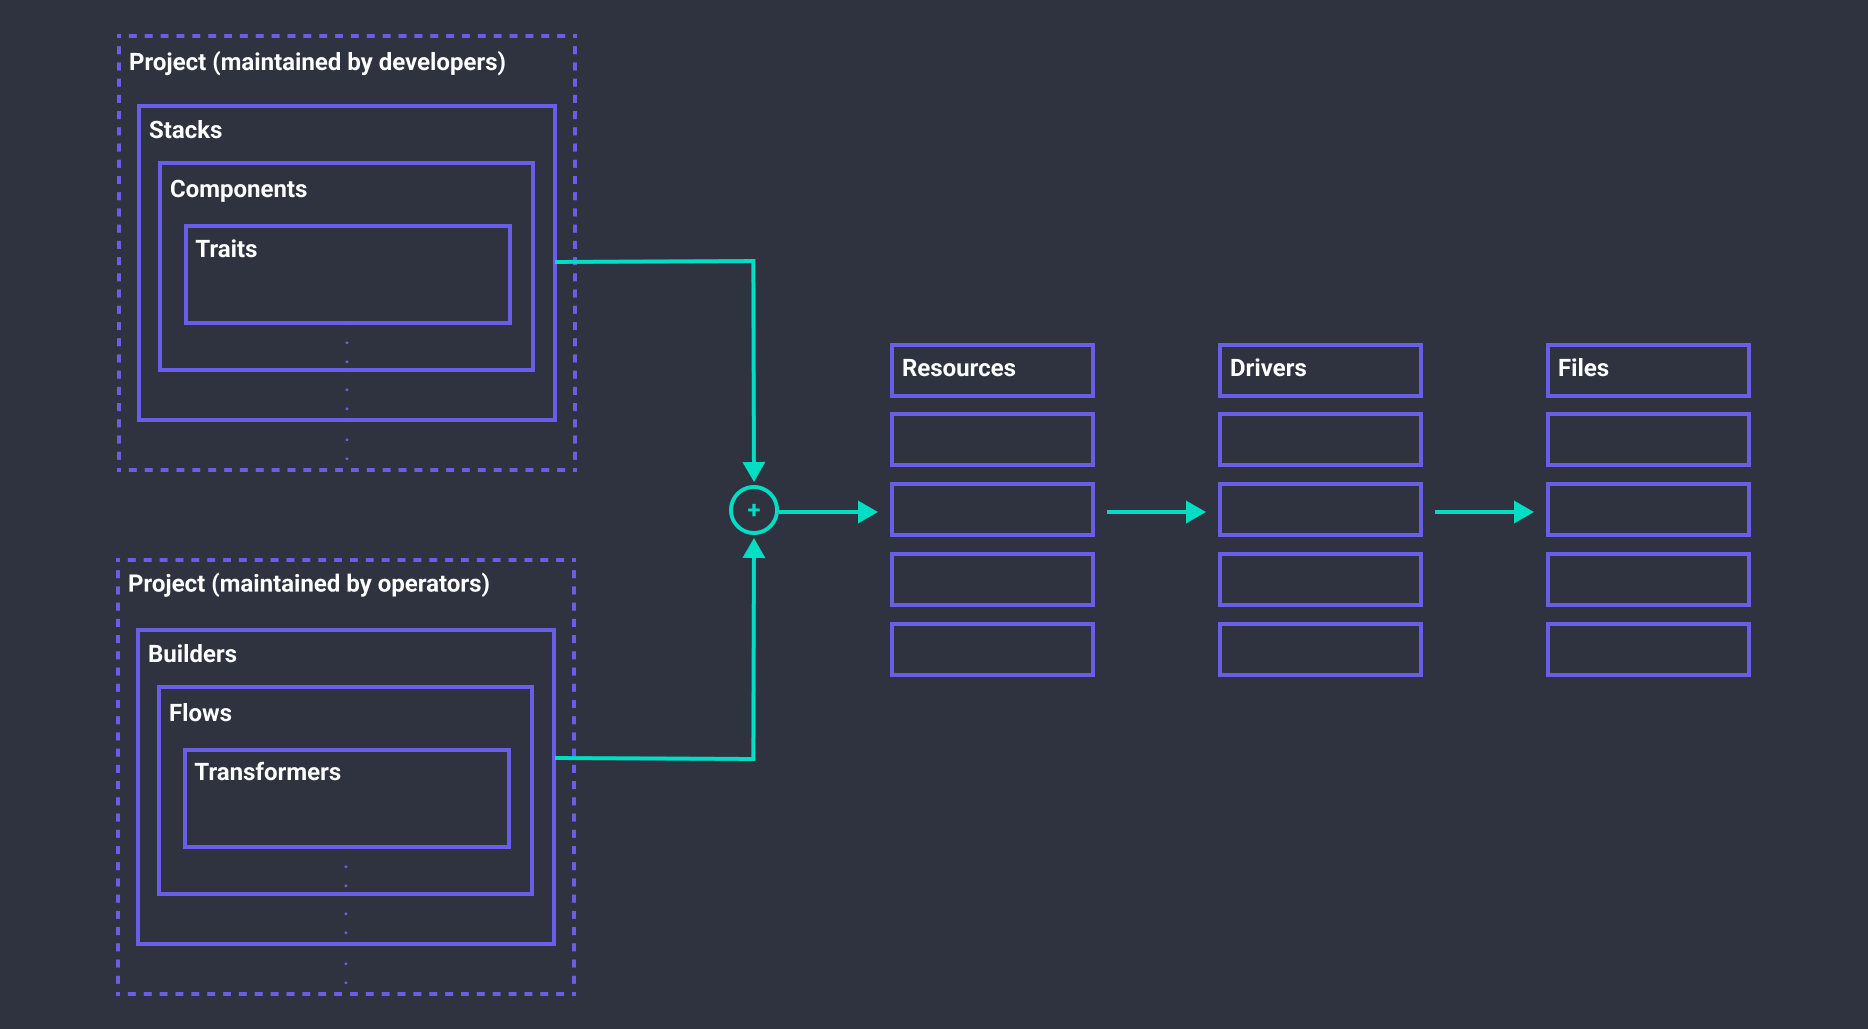 Project (maintained by developers)
Stacks
Components
Traits
Project (maintained by operators)
Builders
Flows
Transformers
+
Resources
Drivers
Files